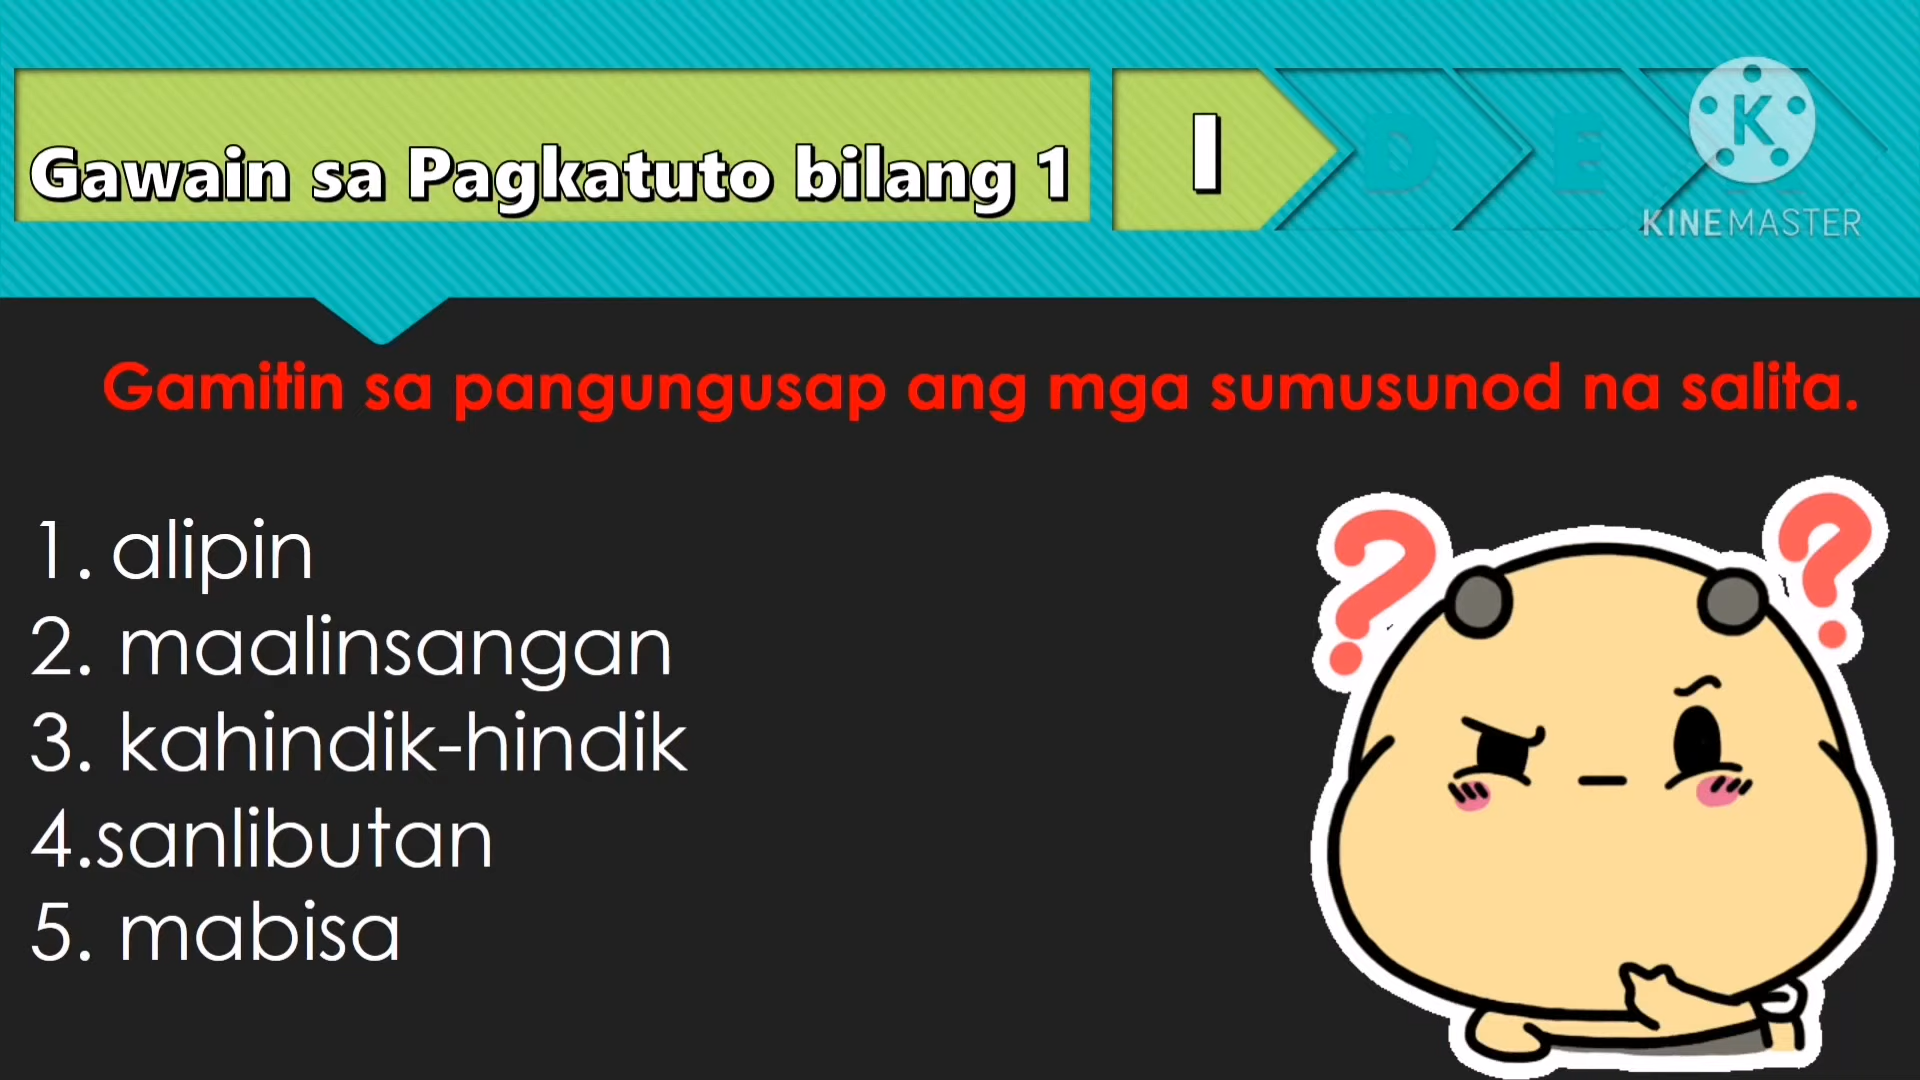 Gawain sa Pagkatuto bilang 1
I D E
KINEMASTER
Gamitin sa pangungusap ang mga sumusunod na salita.
1. alipin
2. maalinsangan
3. kahindik-hindik
4.sanlibutan
5. mabisa